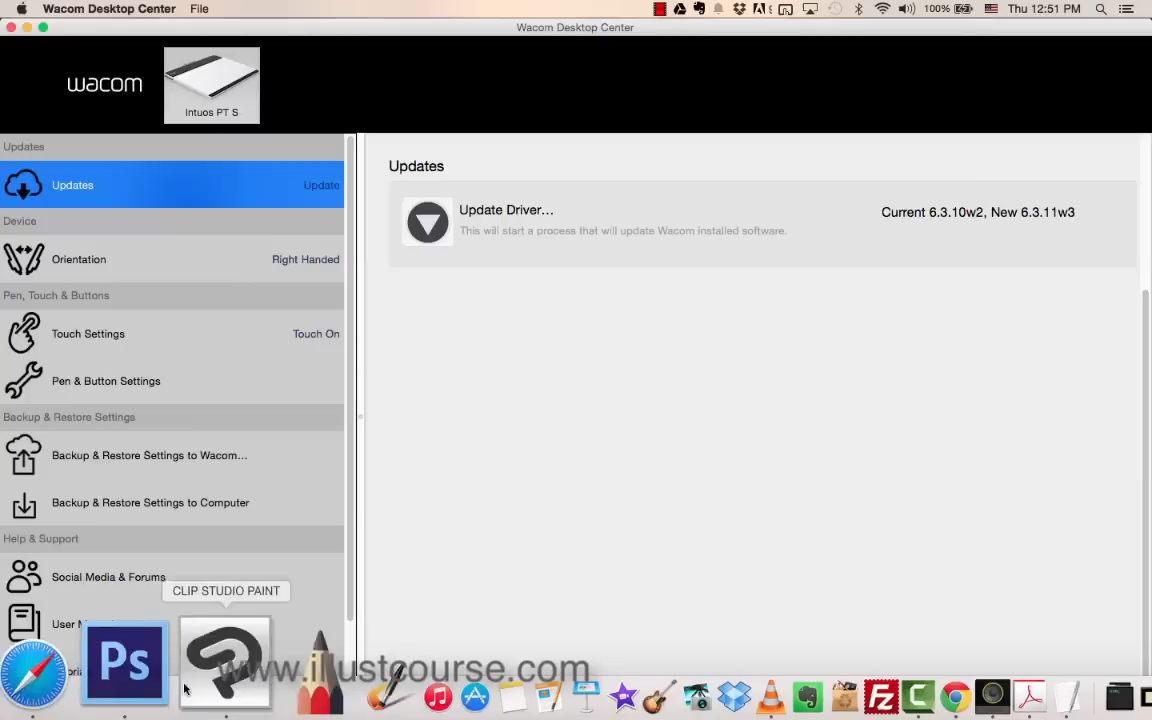 Wacom Desktop Center File 100% Thu 12:51 PM
Wacom Desktop Center
wacom
Intuos PT S
Updates
Updates Update
Device
Orientation Right Handed
Pen, Touch & Buttons
Touch Settings Touch On
Pen & Button Settings
Backup & Restore Settings
Backup & Restore Settings to Wacom...
Backup & Restore Settings to Computer
Help & Support
Social Media & Forums
User
Updates
Update Driver...
This will start a process that will update Wacom installed software.
Current 6.3.10w2, New 6.3.11w3
CLIP STUDIO PAINT
Ps
www.illustcourse.com
Fz